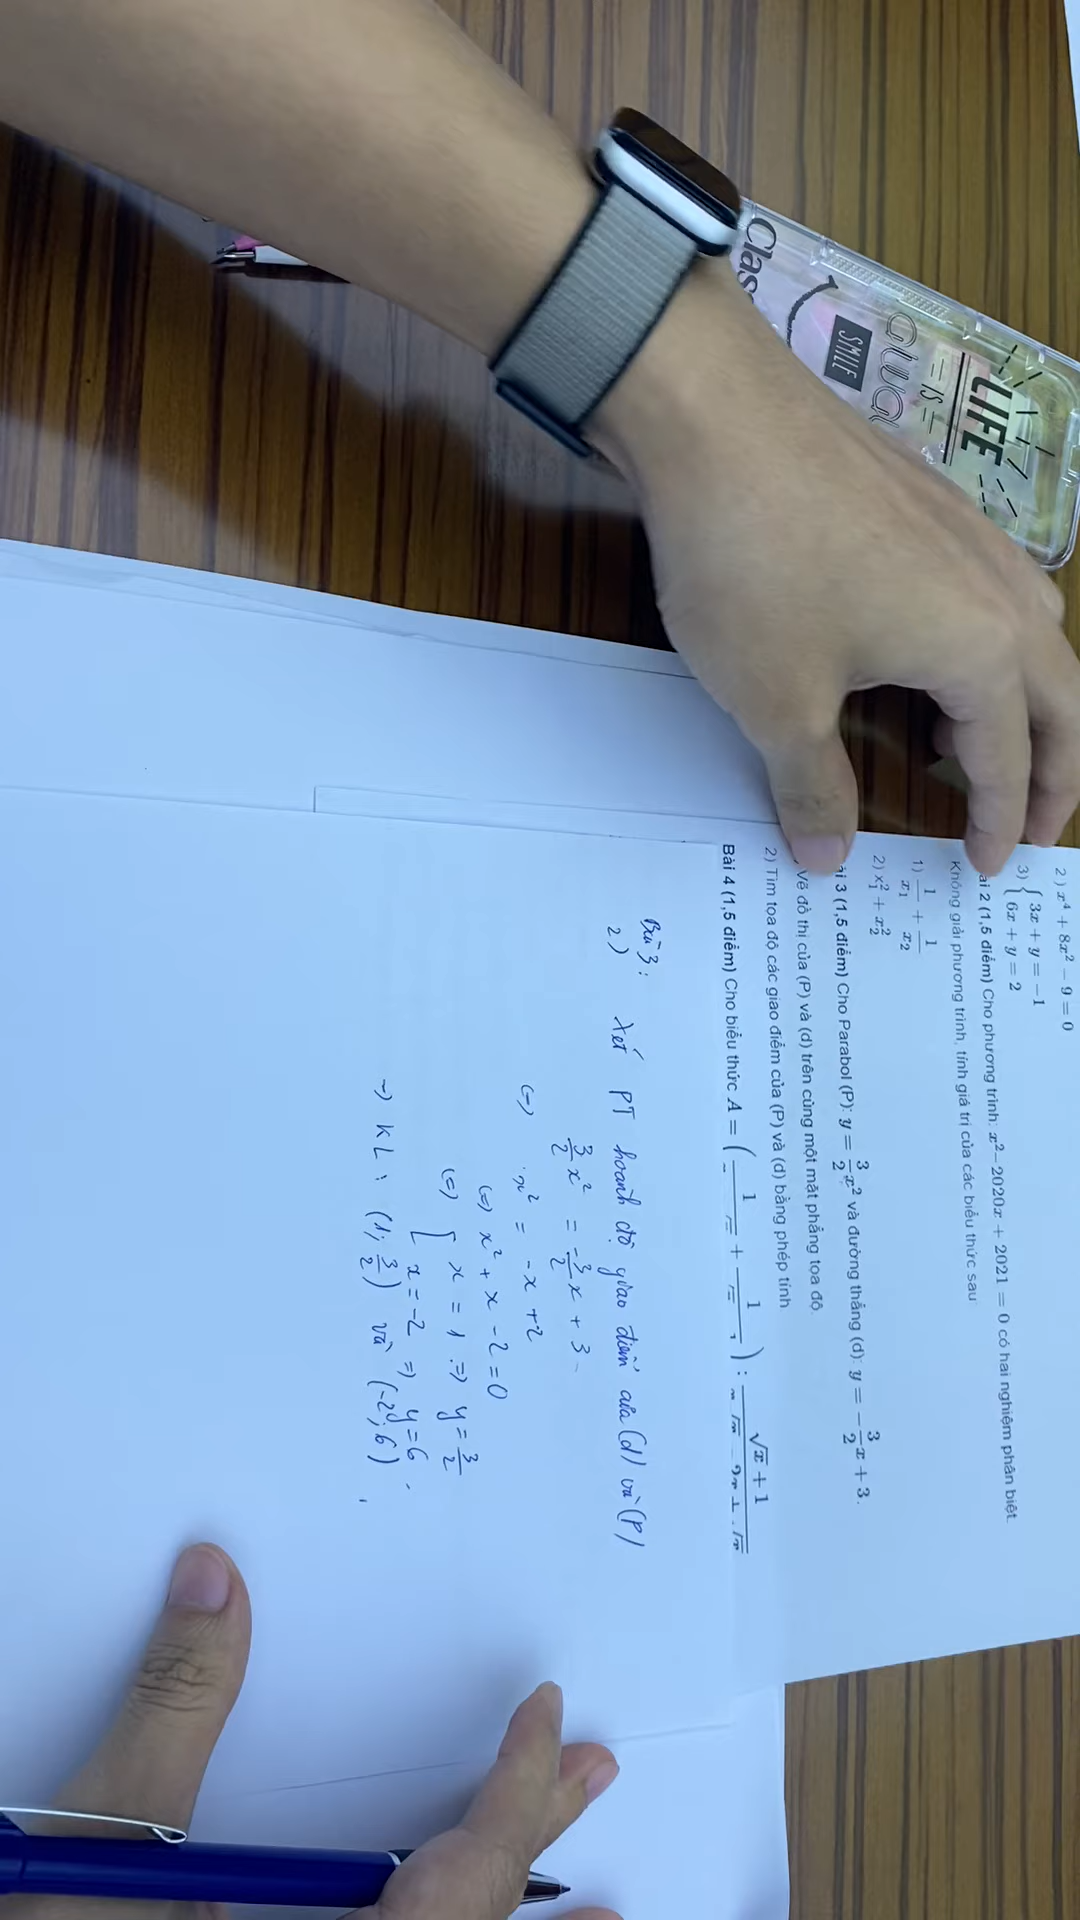 2) x⁴ + 8x² − 9 = 0
3) { 3x + y = −1
6x + y = 2
ài 2 (1,5 điểm) Cho phương trình: x² − 2020x + 2021 = 0 có hai nghiệm phân biệt
Không giải phương trình, tính giá trị của các biểu thức sau
1) 1/x₁ + 1/x₂
2) x₁² + x₂²
ài 3 (1,5 điểm) Cho Parabol (P): y = 3/2 x² và đường thẳng (d): y = −3/2 x + 3.
) Vẽ đồ thị của (P) và (d) trên cùng một mặt phẳng tọa độ.
2) Tìm tọa độ các giao điểm của (P) và (d) bằng phép tính
Bài 4 (1,5 điểm) Cho biểu thức A = ( 1 + 1 ) : √x + 1
Bài 3:
2) Xét PT hoành độ giao điểm của (d) và (P)
3/2 x² = −3/2 x + 3
(=) x² = −x + 2
(=) x² + x − 2 = 0
(=) [ x = 1 => y = 3/2
x = −2 => y = 6
-) KL: (1; 3/2) và (−2; 6)
Clas
LIFE
= IS =
SMILE